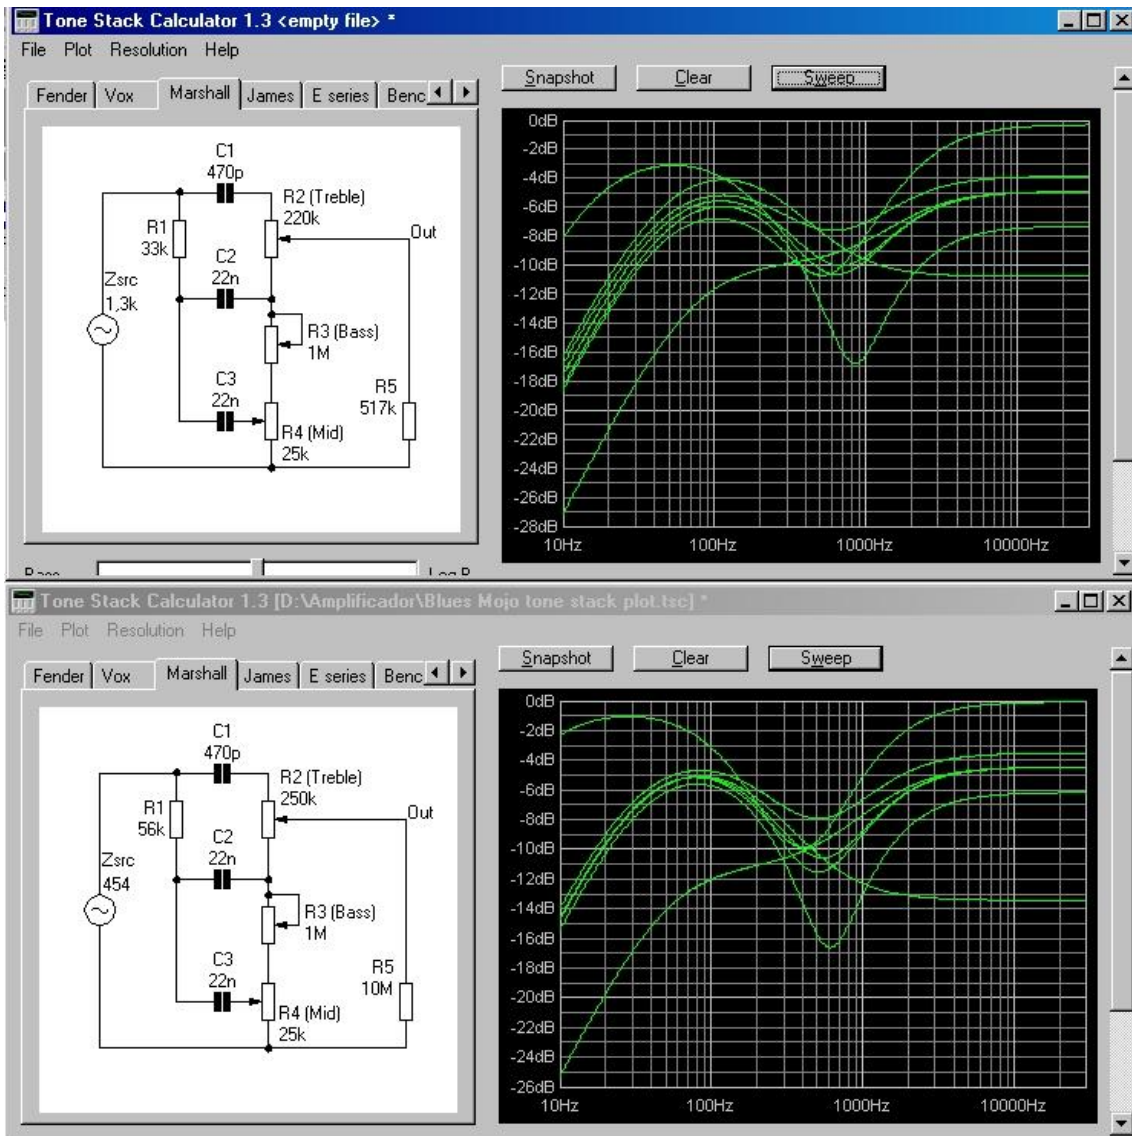 Tone Stack Calculator 1.3 <empty file> *
File Plot Resolution Help
Snapshot Clear Sweep
Fender Vox Marshall James E series Benc
C1
470p
R2 (Treble)
220k
R1
33k
Out
C2
22n
Zsrc
1,3k
R3 (Bass)
1M
C3
22n
R5
517k
R4 (Mid)
25k
0dB
-2dB
-4dB
-6dB
-8dB
-10dB
-12dB
-14dB
-16dB
-18dB
-20dB
-22dB
-24dB
-26dB
-28dB
10Hz 100Hz 1000Hz 10000Hz
Tone Stack Calculator 1.3 [D:\Amplificador\Blues Mojo tone stack plot.tsc] *
File Plot Resolution Help
Snapshot Clear Sweep
Fender Vox Marshall James E series Benc
C1
470p
R2 (Treble)
250k
R1
56k
Out
C2
22n
Zsrc
454
R3 (Bass)
1M
C3
22n
R5
10M
R4 (Mid)
25k
0dB
-2dB
-4dB
-6dB
-8dB
-10dB
-12dB
-14dB
-16dB
-18dB
-20dB
-22dB
-24dB
-26dB
10Hz 100Hz 1000Hz 10000Hz